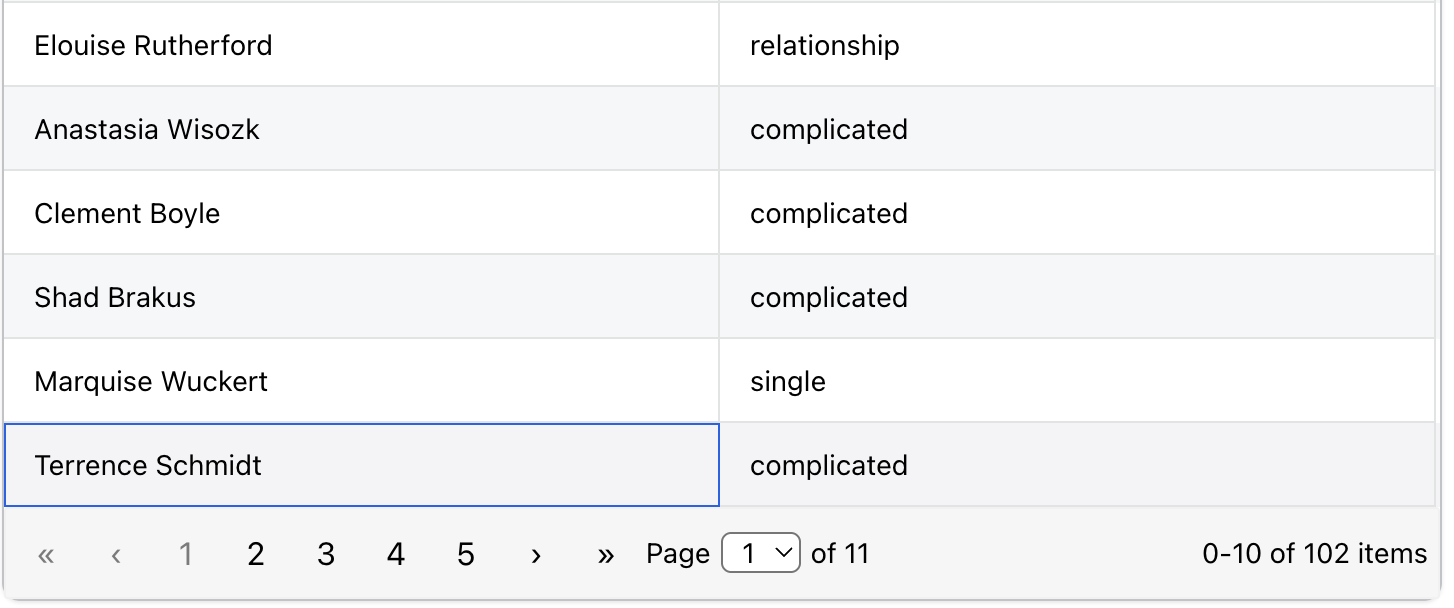 Elouise Rutherford relationship
Anastasia Wisozk complicated
Clement Boyle complicated
Shad Brakus complicated
Marquise Wuckert single
Terrence Schmidt complicated
« ‹ 1 2 3 4 5 › » Page 1 of 11 0-10 of 102 items